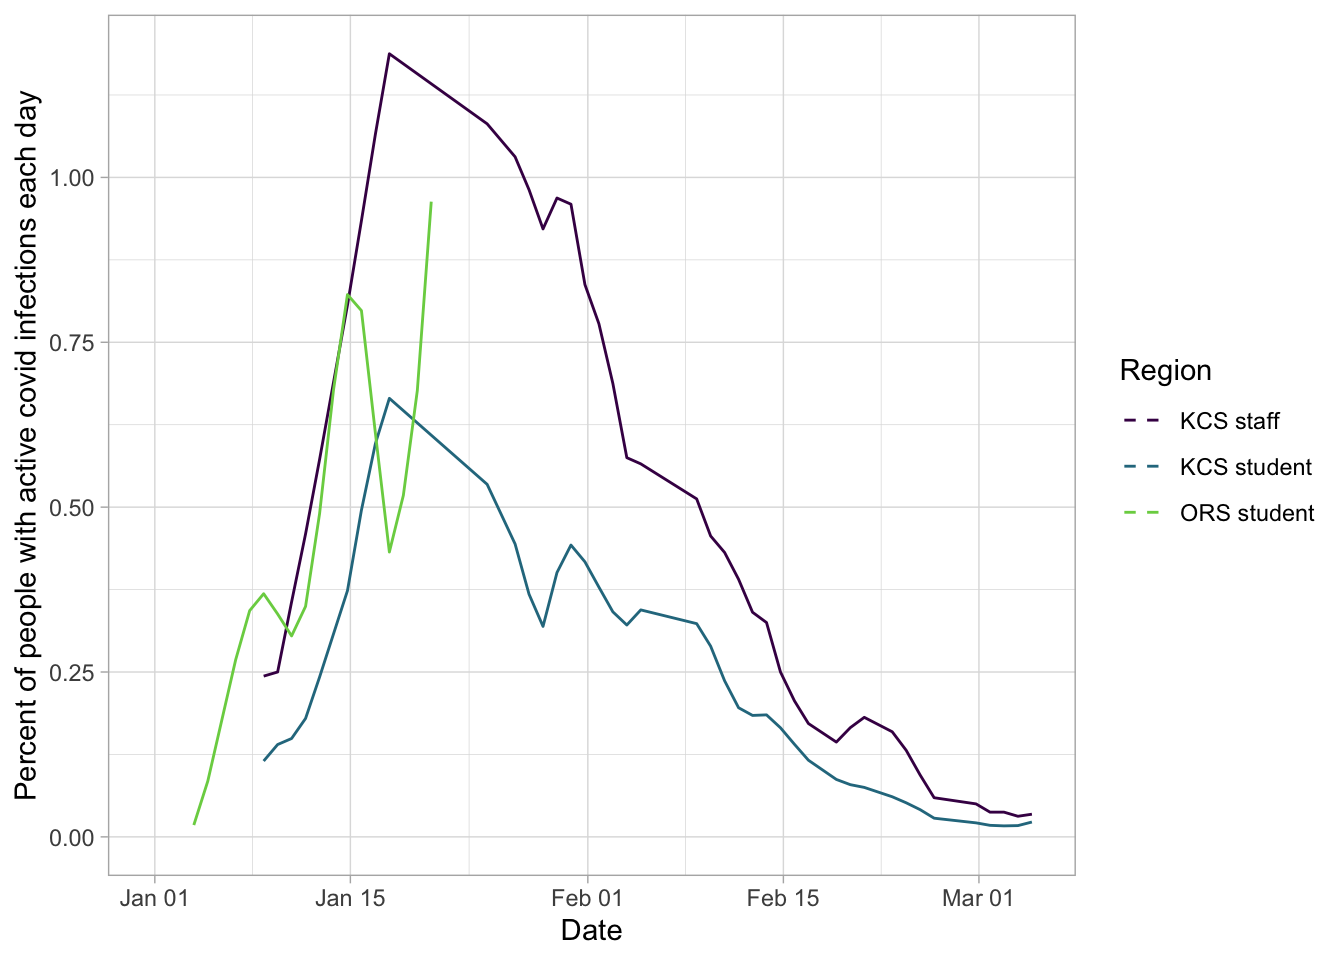 Percent of people with active covid infections each day
1.00
0.75
0.50
0.25
0.00
Jan 01
Jan 15
Feb 01
Feb 15
Mar 01
Date
Region
KCS staff
KCS student
ORS student